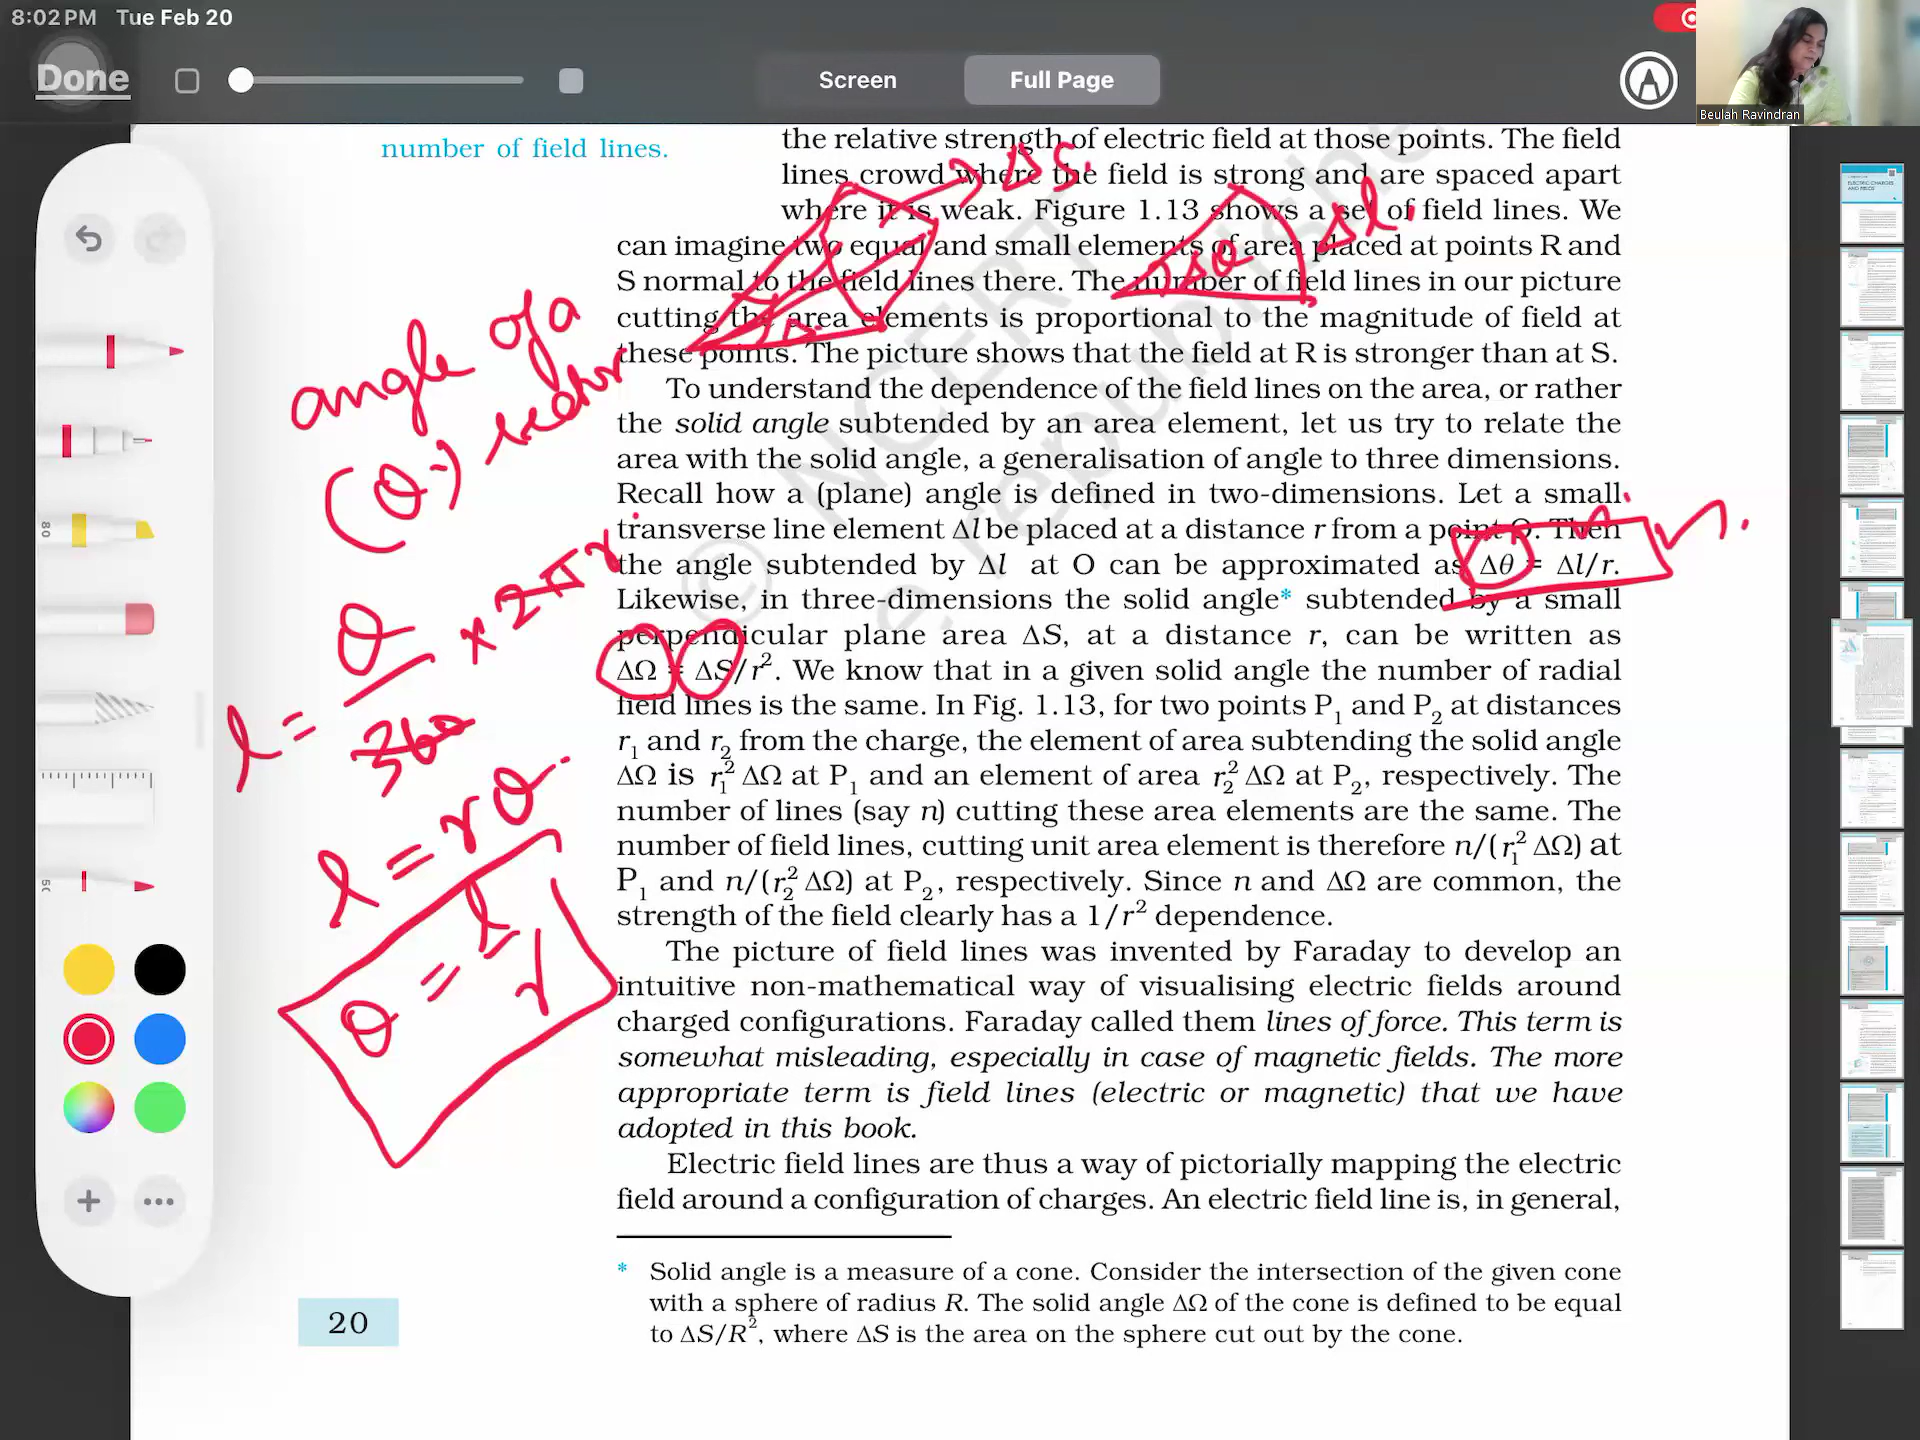 8:02 PM Tue Feb 20
Done
Screen
Full Page
Beulah Ravindran
number of field lines.
the relative strength of electric field at those points. The field
lines crowd where the field is strong and are spaced apart
where it is weak. Figure 1.13 shows a set of field lines. We
can imagine two equal and small elements of area placed at points R and
S normal to the field lines there. The number of field lines in our picture
cutting the area elements is proportional to the magnitude of field at
these points. The picture shows that the field at R is stronger than at S.
To understand the dependence of the field lines on the area, or rather
the solid angle subtended by an area element, let us try to relate the
area with the solid angle, a generalisation of angle to three dimensions.
Recall how a (plane) angle is defined in two-dimensions. Let a small
transverse line element Δl be placed at a distance r from a point O. Then
the angle subtended by Δl at O can be approximated as Δθ = Δl/r.
Likewise, in three-dimensions the solid angle* subtended by a small
perpendicular plane area ΔS, at a distance r, can be written as
ΔΩ = ΔS/r². We know that in a given solid angle the number of radial
field lines is the same. In Fig. 1.13, for two points P₁ and P₂ at distances
r₁ and r₂ from the charge, the element of area subtending the solid angle
ΔΩ is r₁² ΔΩ at P₁ and an element of area r₂² ΔΩ at P₂, respectively. The
number of lines (say n) cutting these area elements are the same. The
number of field lines, cutting unit area element is therefore n/(r₁² ΔΩ) at
P₁ and n/(r₂² ΔΩ) at P₂, respectively. Since n and ΔΩ are common, the
strength of the field clearly has a 1/r² dependence.
The picture of field lines was invented by Faraday to develop an
intuitive non-mathematical way of visualising electric fields around
charged configurations. Faraday called them lines of force. This term is
somewhat misleading, especially in case of magnetic fields. The more
appropriate term is field lines (electric or magnetic) that we have
adopted in this book.
Electric field lines are thus a way of pictorially mapping the electric
field around a configuration of charges. An electric field line is, in general,
* Solid angle is a measure of a cone. Consider the intersection of the given cone
with a sphere of radius R. The solid angle ΔΩ of the cone is defined to be equal
to ΔS/R², where ΔS is the area on the sphere cut out by the cone.
20
ΔS.
Δl.
angle of a
(θ) sector
l = θ/360 × 2πr
l = rθ.
θ = l/r
© NCERT
80
50